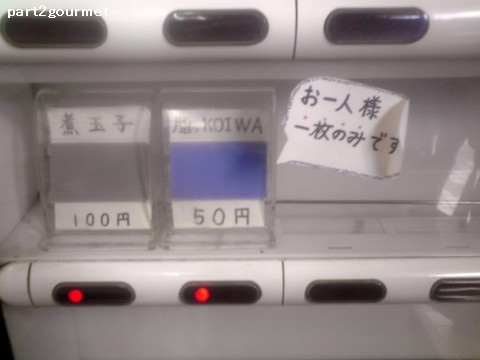 part2gourmet
煮玉子
100円
脂:KOIWA
50円
お一人様
一枚のみです